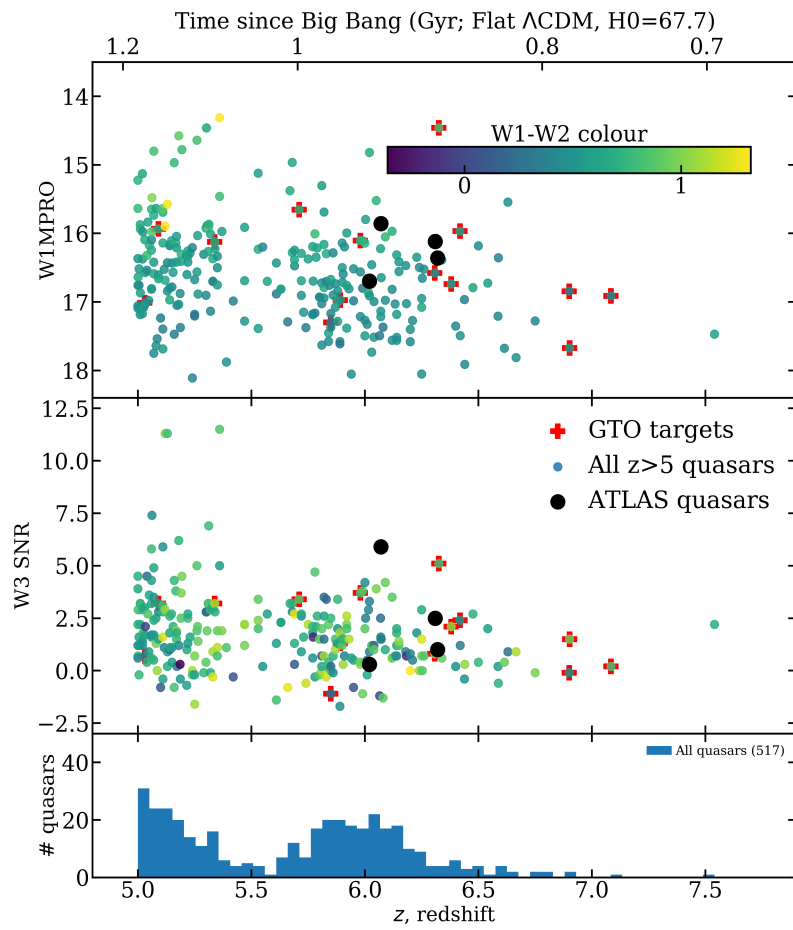 Time since Big Bang (Gyr; Flat ΛCDM, H0=67.7)
1.2 1 0.8 0.7
14
15
16
17
18
W1MPRO
W1-W2 colour
0 1
12.5
10.0
7.5
5.0
2.5
0.0
−2.5
W3 SNR
GTO targets
All z>5 quasars
ATLAS quasars
40
20
0
# quasars
All quasars (517)
5.0 5.5 6.0 6.5 7.0 7.5
z, redshift